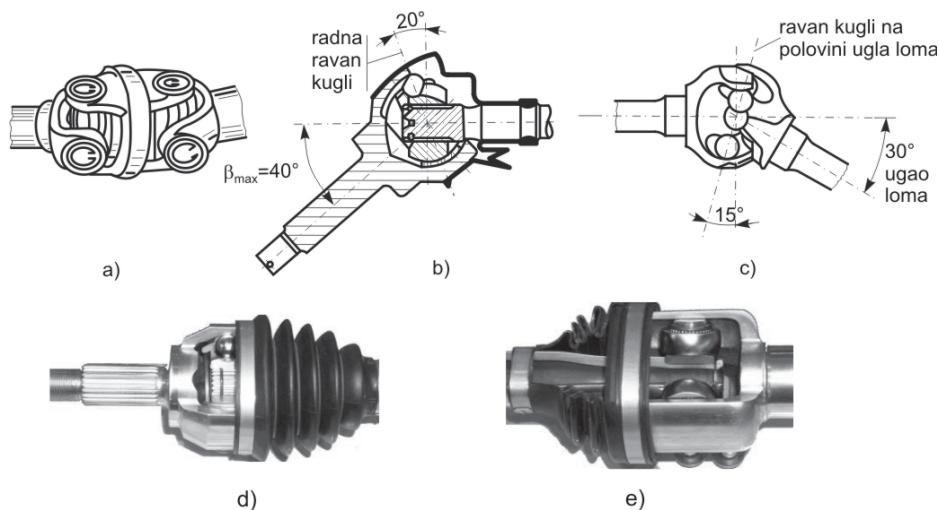 20°
radna
ravan
kugli
βmax=40°
ravan kugli na
polovini ugla loma
30°
ugao
loma
15°
a)
b)
c)
d)
e)